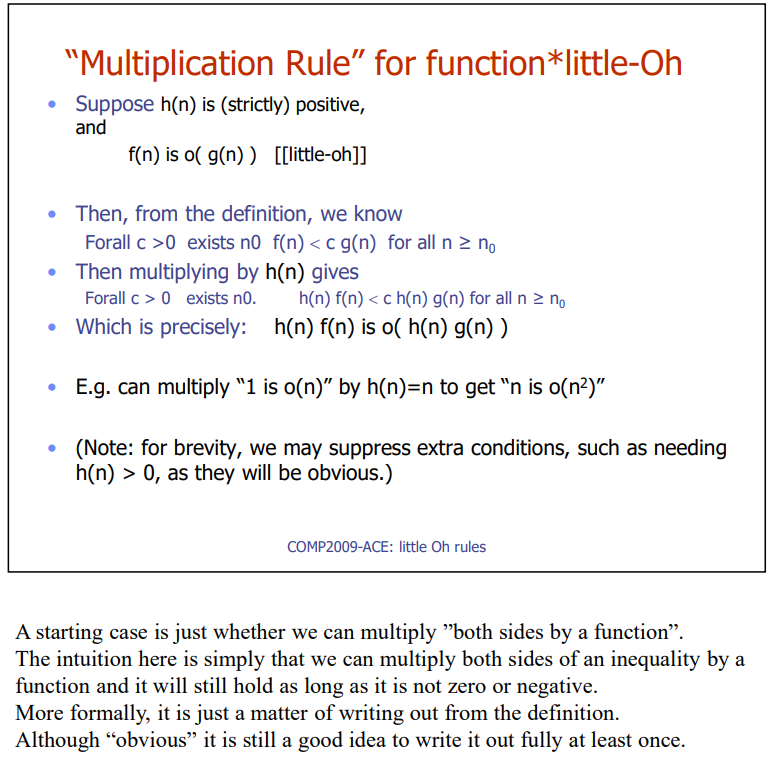 “Multiplication Rule” for function*little-Oh
• Suppose h(n) is (strictly) positive,
and
f(n) is o( g(n) ) [[little-oh]]
• Then, from the definition, we know
Forall c >0 exists n0 f(n) < c g(n) for all n ≥ n₀
• Then multiplying by h(n) gives
Forall c > 0 exists n0. h(n) f(n) < c h(n) g(n) for all n ≥ n₀
• Which is precisely: h(n) f(n) is o( h(n) g(n) )
• E.g. can multiply “1 is o(n)” by h(n)=n to get “n is o(n²)”
• (Note: for brevity, we may suppress extra conditions, such as needing
h(n) > 0, as they will be obvious.)
COMP2009-ACE: little Oh rules
A starting case is just whether we can multiply ”both sides by a function”.
The intuition here is simply that we can multiply both sides of an inequality by a
function and it will still hold as long as it is not zero or negative.
More formally, it is just a matter of writing out from the definition.
Although “obvious” it is still a good idea to write it out fully at least once.